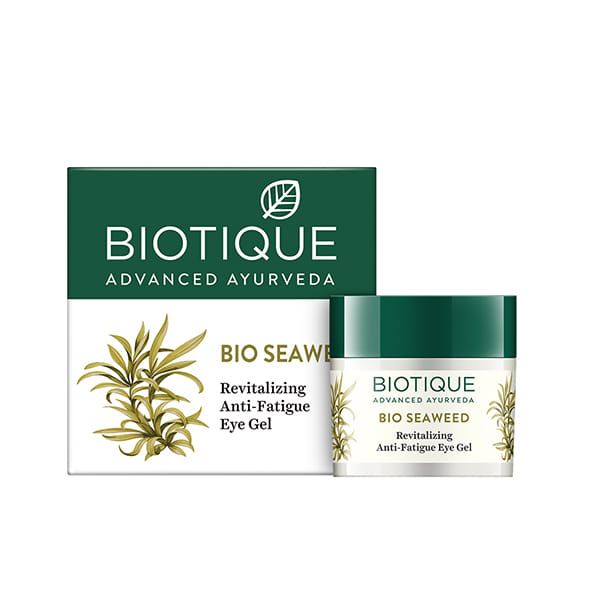 BIOTIQUE
ADVANCED AYURVEDA
BIO SEAWE
Revitalizing
Anti-Fatigue
Eye Gel
BIOTIQUE
ADVANCED AYURVEDA
BIO SEAWEED
Revitalizing
Anti-Fatigue Eye Gel